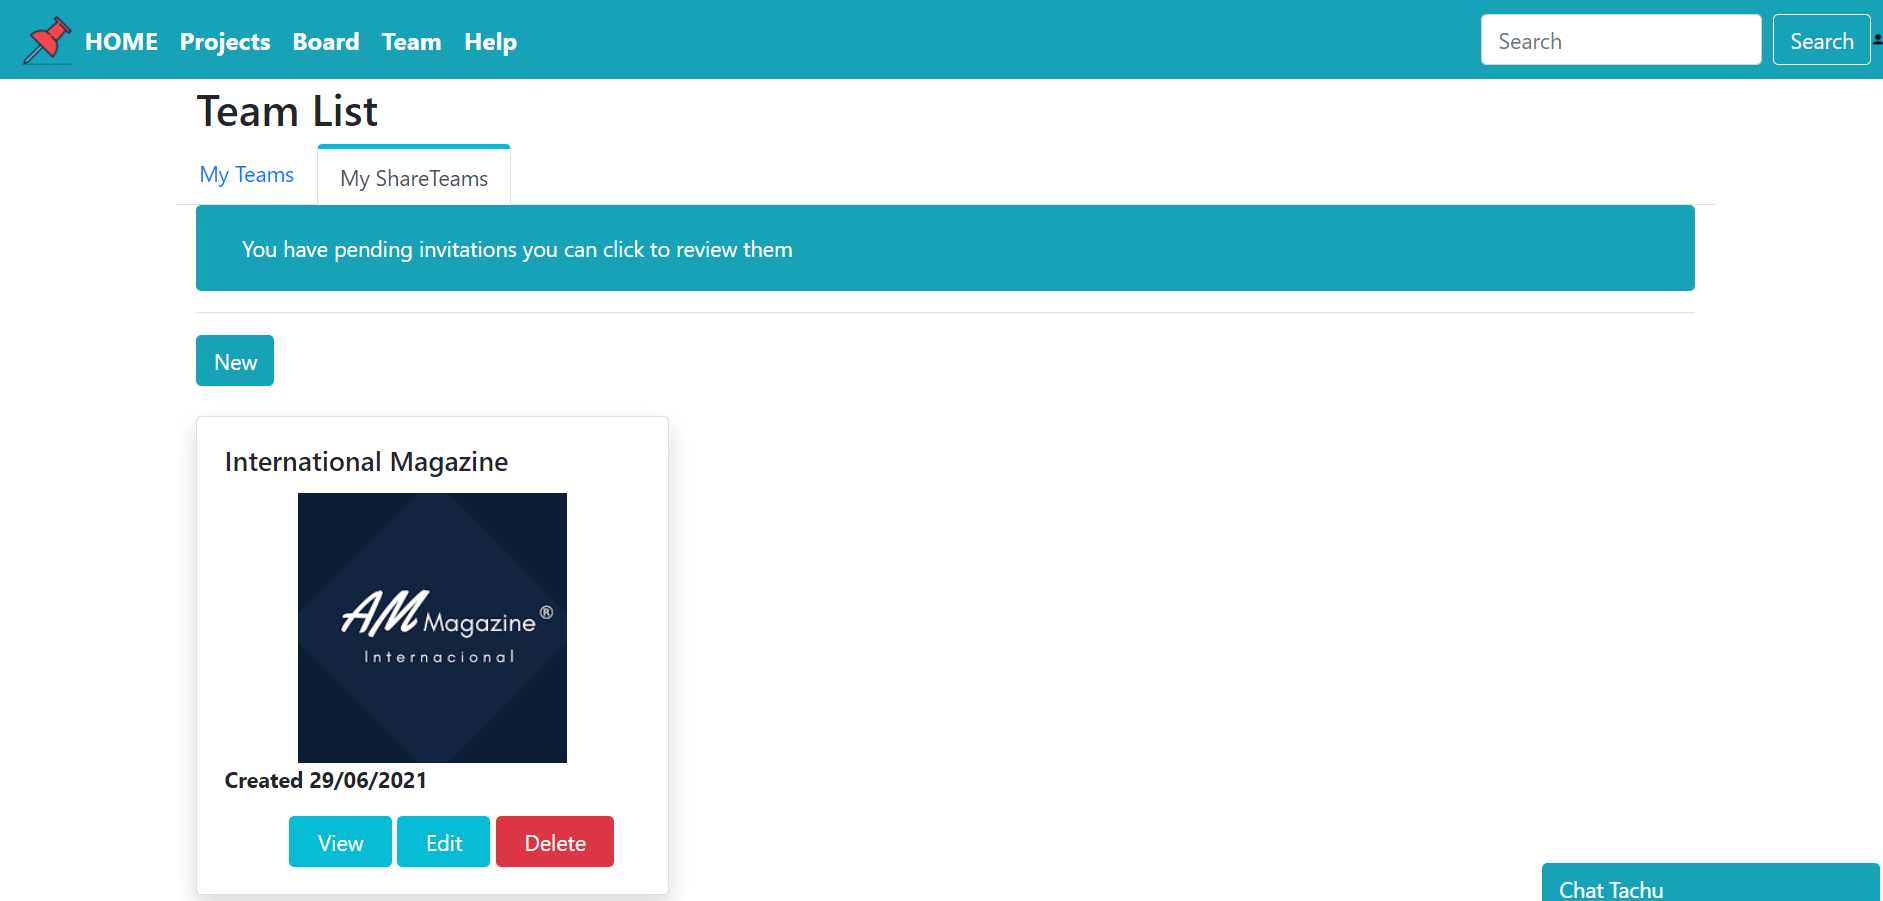 HOME Projects Board Team Help Search Search
Team List
My Teams My ShareTeams
You have pending invitations you can click to review them
New
International Magazine
AM Magazine ®
Internacional
Created 29/06/2021
View Edit Delete
Chat Tachu